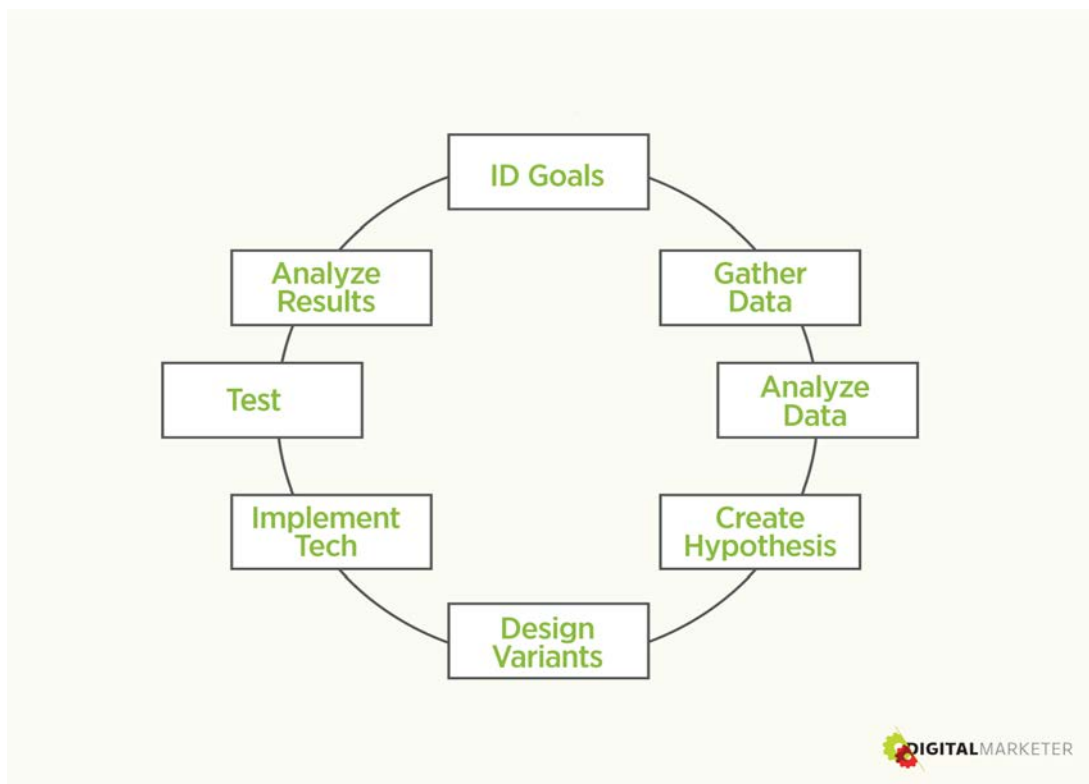 ID Goals
Gather
Data
Analyze
Data
Create
Hypothesis
Design
Variants
Implement
Tech
Test
Analyze
Results
DIGITALMARKETER